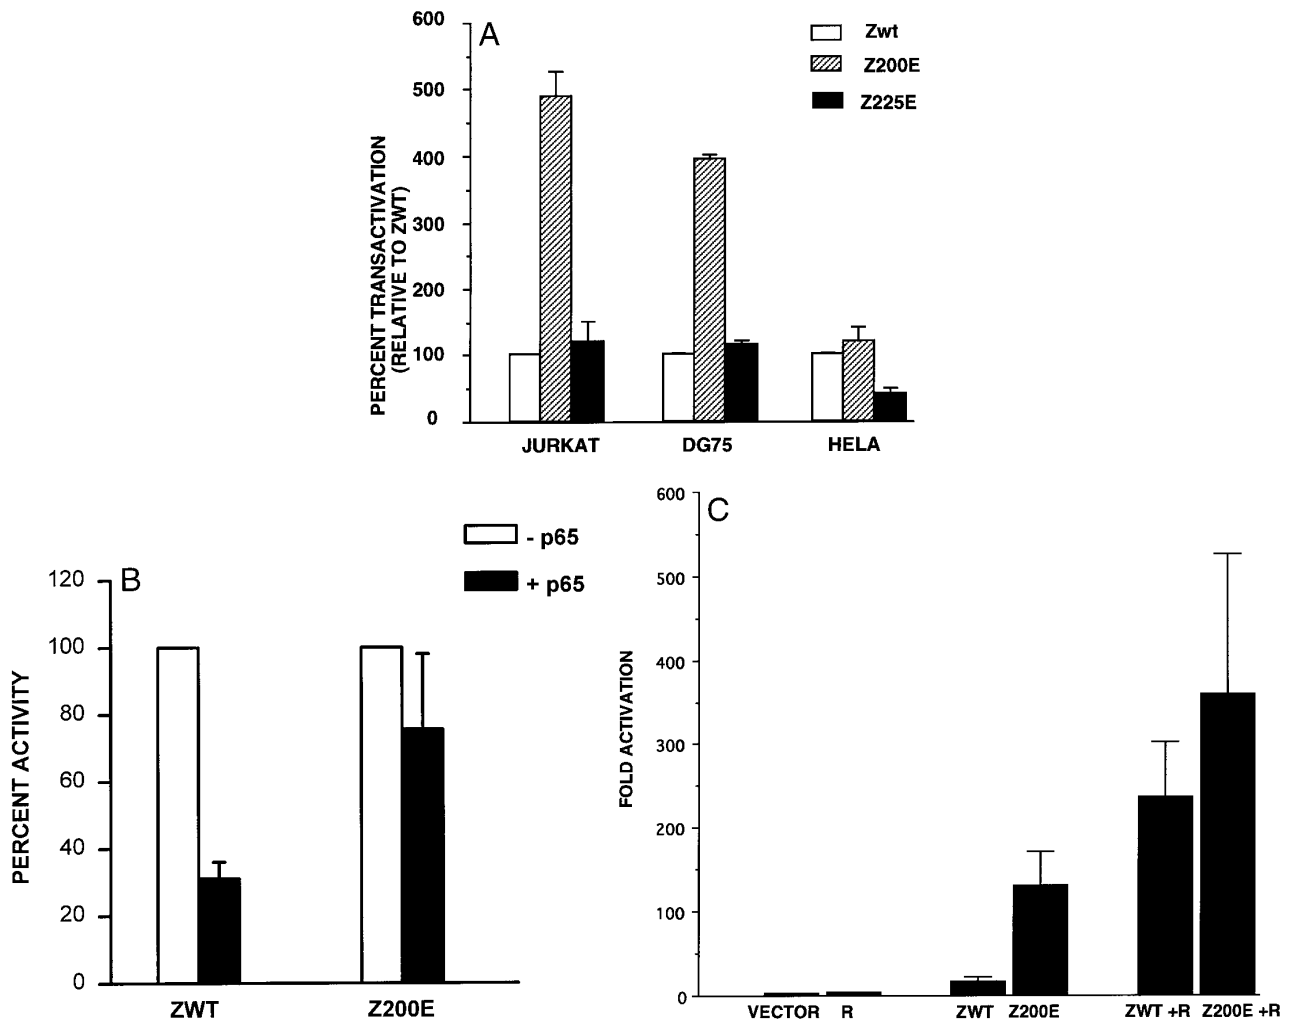 A
600
500
400
300
200
100
0
PERCENT TRANSACTIVATION
(RELATIVE TO ZWT)
Zwt
Z200E
Z225E
JURKAT DG75 HELA
B
120
100
80
60
40
20
0
PERCENT ACTIVITY
- p65
+ p65
ZWT Z200E
C
600
500
400
300
200
100
0
FOLD ACTIVATION
VECTOR R ZWT Z200E ZWT +R Z200E +R